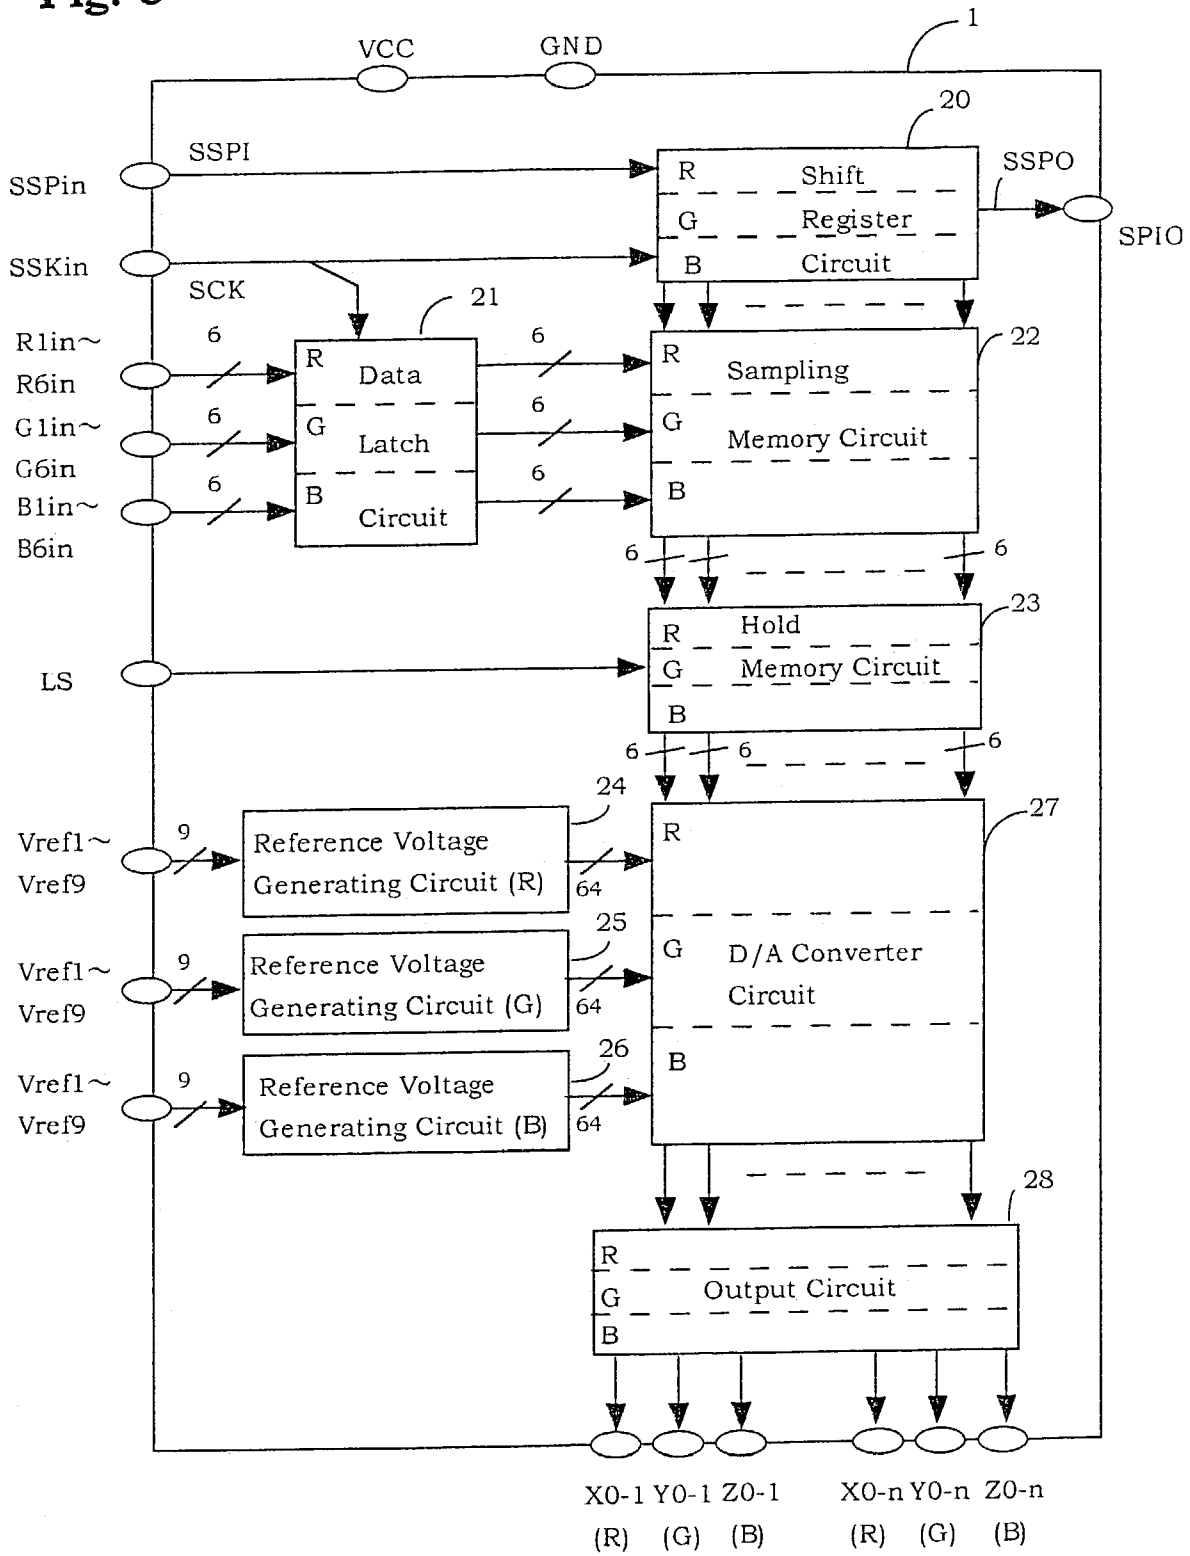 VCC
GND
1
20
SSPI
SSPin
R
Shift
G
Register
B
Circuit
SSPO
SPIO
SSKin
SCK
21
R1in~
R6in
6
G1in~
G6in
6
B1in~
B6in
6
R
Data
G
Latch
B
Circuit
6
6
6
22
R
Sampling
G
Memory Circuit
B
6
6
23
LS
R
Hold
G
Memory Circuit
B
6
6
6
24
Vref1~
Vref9
9
Reference Voltage
Generating Circuit (R)
64
25
Vref1~
Vref9
9
Reference Voltage
Generating Circuit (G)
64
26
Vref1~
Vref9
9
Reference Voltage
Generating Circuit (B)
64
27
R
G
D/A Converter
Circuit
B
28
R
G
Output Circuit
B
X0-1 Y0-1 Z0-1 X0-n Y0-n Z0-n
(R) (G) (B) (R) (G) (B)